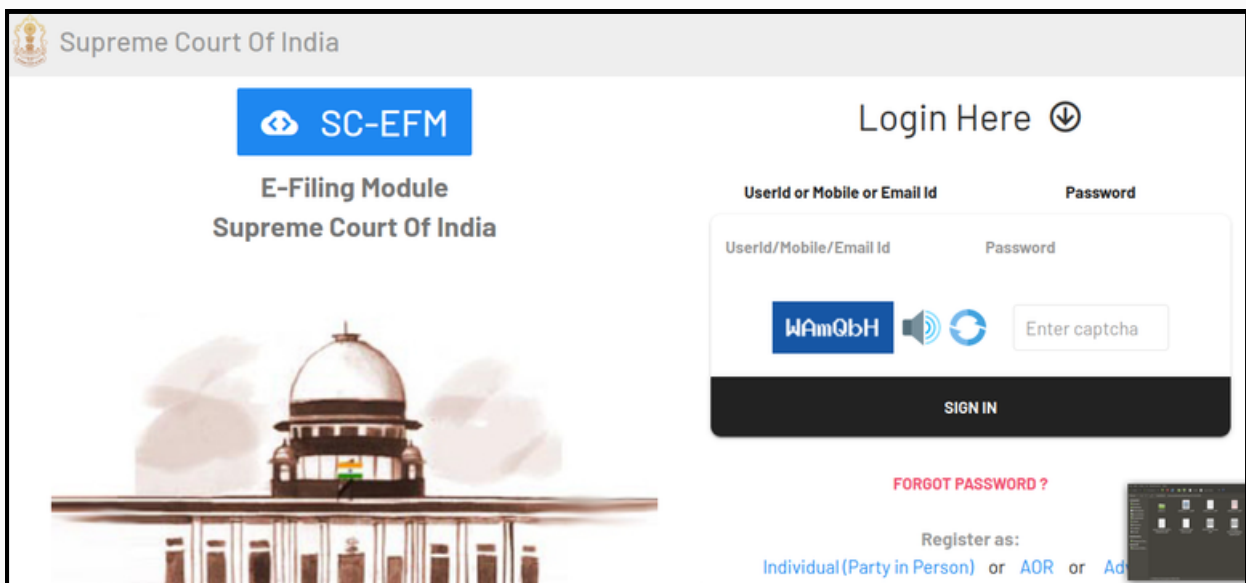 Supreme Court Of India
SC-EFM
E-Filing Module
Supreme Court Of India
Login Here
UserId or Mobile or Email Id Password
UserId/Mobile/Email Id Password
WAmQbH Enter captcha
SIGN IN
FORGOT PASSWORD ?
Register as:
Individual (Party in Person) or AOR or